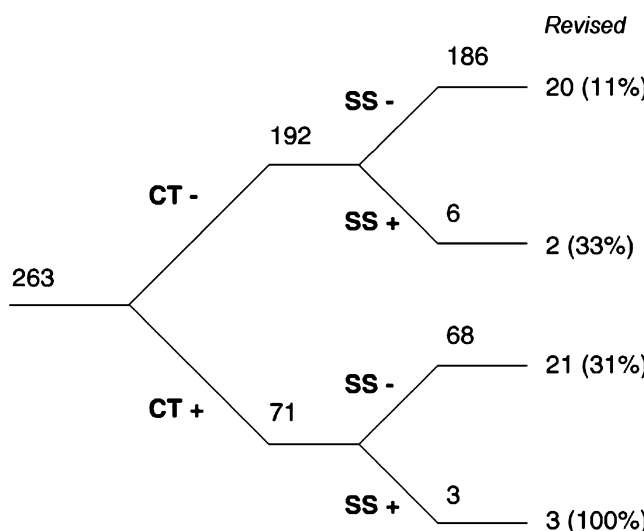 Revised
186
20 (11%)
SS -
192
CT -
6
SS +
2 (33%)
263
68
21 (31%)
SS -
CT +
71
3
SS +
3 (100%)